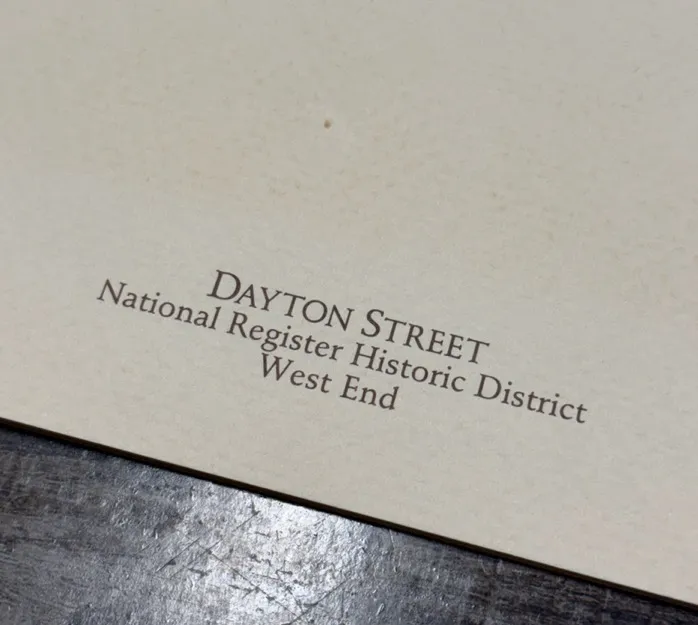 DAYTON STREET
National Register Historic District
West End